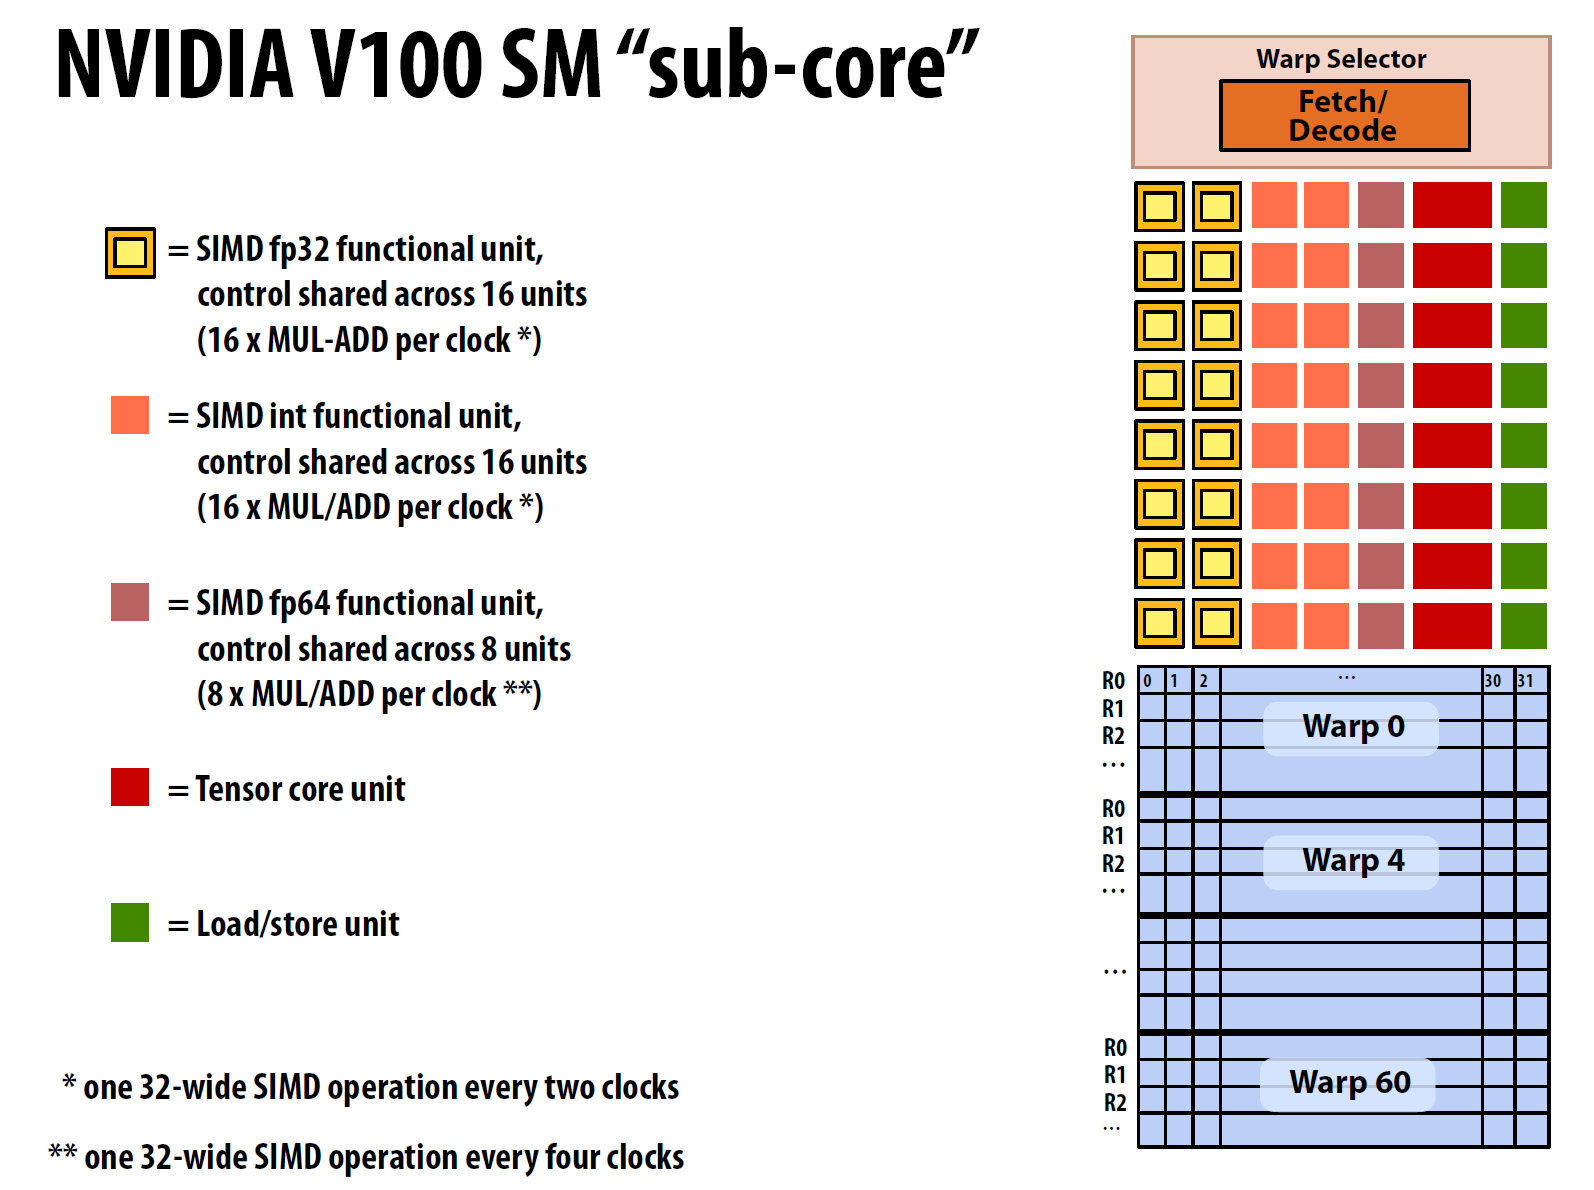 NVIDIA V100 SM “sub-core”
Warp Selector
Fetch/
Decode
= SIMD fp32 functional unit,
control shared across 16 units
(16 x MUL-ADD per clock *)
= SIMD int functional unit,
control shared across 16 units
(16 x MUL/ADD per clock *)
= SIMD fp64 functional unit,
control shared across 8 units
(8 x MUL/ADD per clock **)
= Tensor core unit
= Load/store unit
* one 32-wide SIMD operation every two clocks
** one 32-wide SIMD operation every four clocks
R0 0 1 2 ... 30 31
R1
Warp 0
R2
...
R0
R1
Warp 4
R2
...
...
R0
R1
Warp 60
R2
...